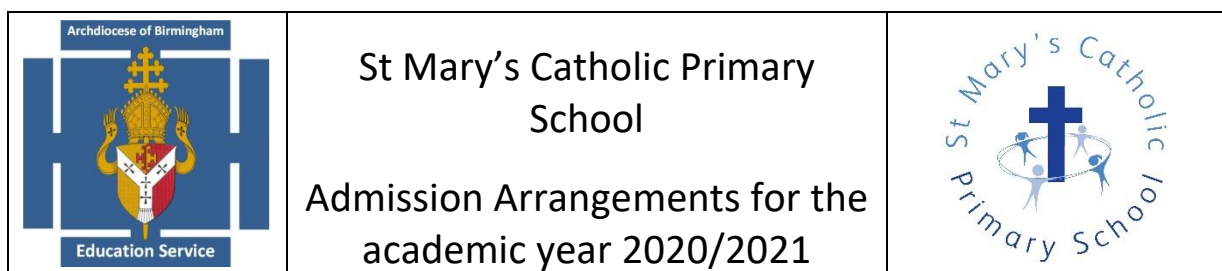 Archdiocese of Birmingham
Education Service
St Mary’s Catholic Primary
School
Admission Arrangements for the
academic year 2020/2021
St Mary's Catholic
Primary School